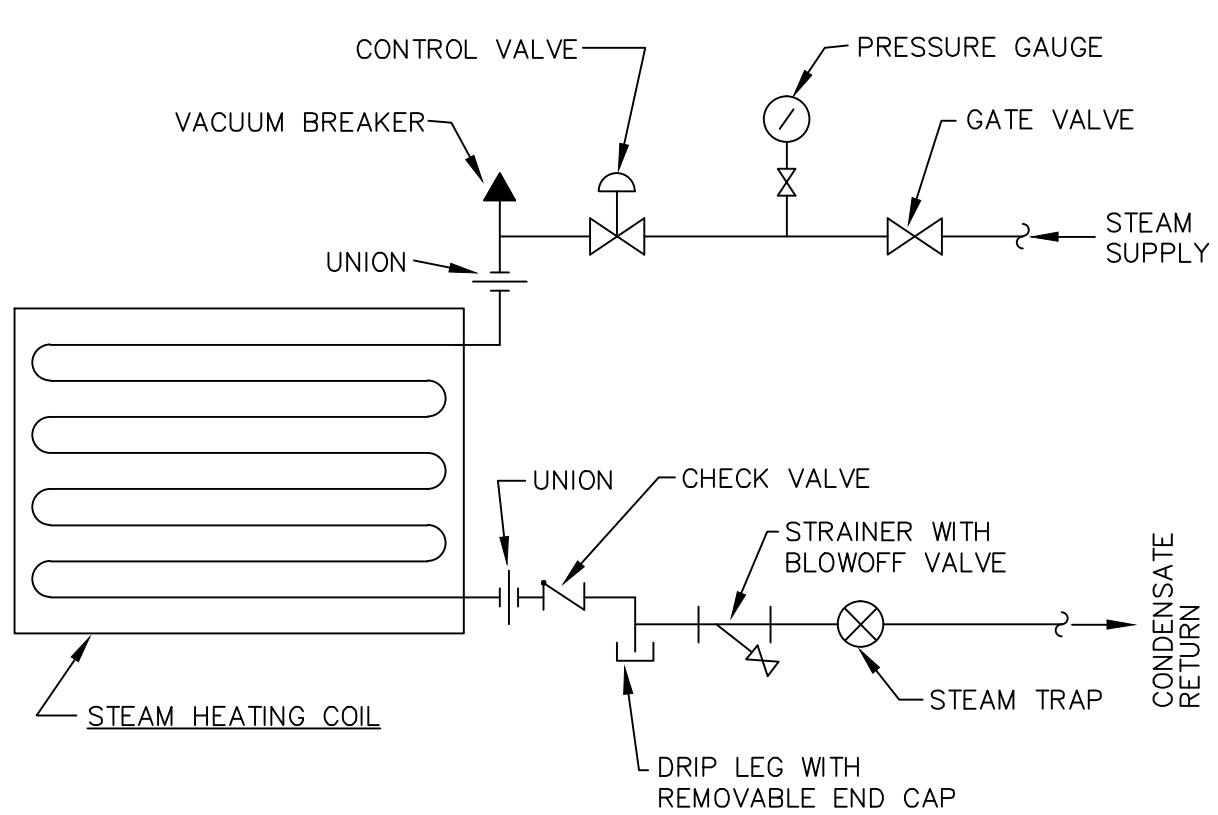 CONTROL VALVE
PRESSURE GAUGE
VACUUM BREAKER
GATE VALVE
STEAM
SUPPLY
UNION
UNION
CHECK VALVE
STRAINER WITH
BLOWOFF VALVE
CONDENSATE
RETURN
STEAM TRAP
STEAM HEATING COIL
DRIP LEG WITH
REMOVABLE END CAP